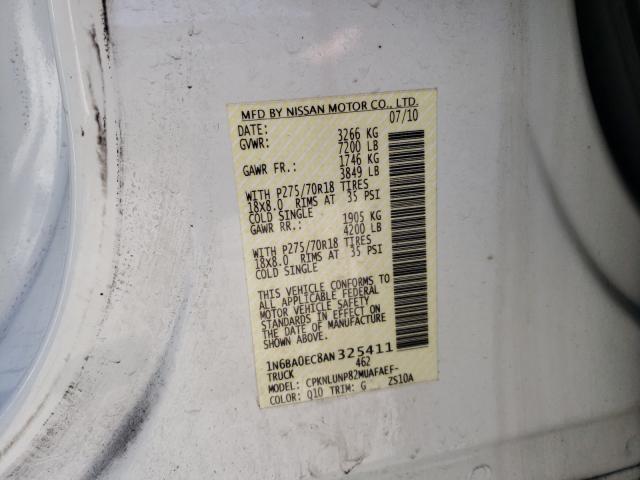 MFD BY NISSAN MOTOR CO., LTD.
DATE: 07/10
GVWR: 3266 KG
7200 LB
GAWR FR.: 1746 KG
3849 LB
WITH P275/70R18 TIRES
18X8.0 RIMS AT 35 PSI
COLD SINGLE
GAWR RR.: 1905 KG
4200 LB
WITH P275/70R18 TIRES
18X8.0 RIMS AT 35 PSI
COLD SINGLE
THIS VEHICLE CONFORMS TO
ALL APPLICABLE FEDERAL
MOTOR VEHICLE SAFETY
STANDARDS IN EFFECT ON
THE DATE OF MANUFACTURE
SHOWN ABOVE.
1N6BA0EC8AN325411
TRUCK 462
MODEL: CPKNLUNP82MUAFAEF-
COLOR: Q10 TRIM: G ZS10A